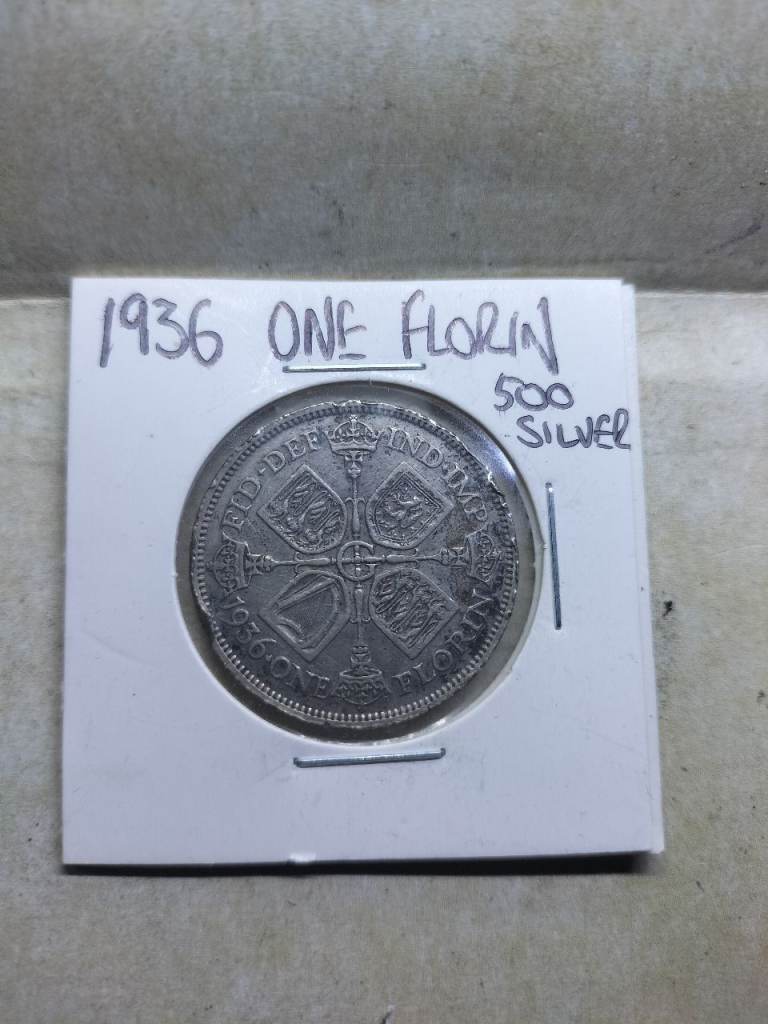 1936 ONE FLORIN
500
SILVER
FID·DEF IND·IMP
1936·ONE FLORIN